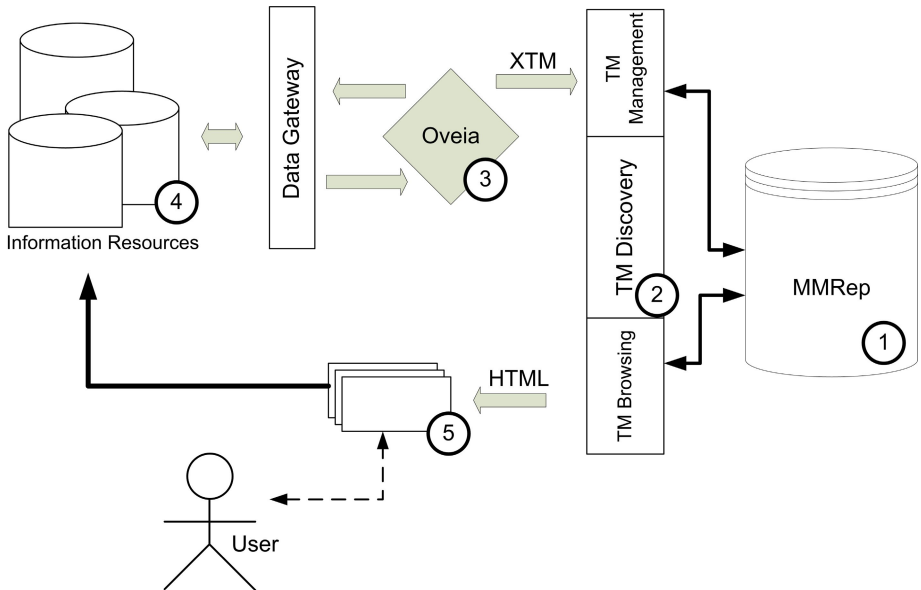 XTM
TM
Management
Data Gateway
Oveia
3
4
Information Resources
TM Discovery
2
MMRep
1
HTML
TM Browsing
5
User